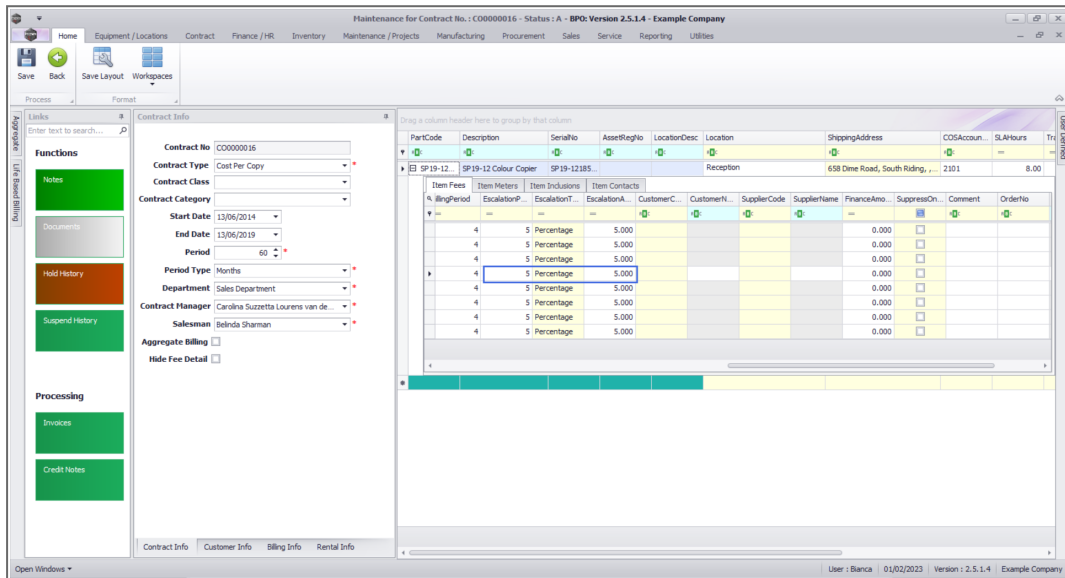 Maintenance for Contract No. : CO0000016 - Status : A - BPO: Version 2.5.1.4 - Example Company
Home Equipment / Locations Contract Finance / HR Inventory Maintenance / Projects Manufacturing Procurement Sales Service Reporting Utilities
Save Back Save Layout Workspaces
Process Format
Aggregate
Life Based Billing
Links
Enter text to search...
Functions
Notes
Documents
Hold History
Suspend History
Processing
Invoices
Credit Notes
Contract Info
Contract No CO0000016
Contract Type Cost Per Copy *
Contract Class
Contract Category
Start Date 13/06/2014
End Date 13/06/2019
Period 60 *
Period Type Months *
Department Sales Department *
Contract Manager Carolina Suzzetta Lourens van de... *
Salesman Belinda Sharman *
Aggregate Billing
Hide Fee Detail
Contract Info Customer Info Billing Info Rental Info
Drag a column header here to group by that column
PartCode Description SerialNo AssetRegNo LocationDesc Location ShippingAddress COSAccoun... SLAHours
SP19-12... SP19-12 Colour Copier SP19-12185... Reception 658 Dime Road, South Riding, ,... 2101 8.00
Item Fees Item Meters Item Inclusions Item Contacts
illingPeriod EscalationP... EscalationT... EscalationA... CustomerC... CustomerN... SupplierCode SupplierName FinanceAmo... SuppressOn... Comment OrderNo
4 5 Percentage 5.000 0.000
4 5 Percentage 5.000 0.000
4 5 Percentage 5.000 0.000
4 5 Percentage 5.000 0.000
4 5 Percentage 5.000 0.000
4 5 Percentage 5.000 0.000
4 5 Percentage 5.000 0.000
4 5 Percentage 5.000 0.000
User Defined
Open Windows
User : Bianca 01/02/2023 Version : 2.5.1.4 Example Company